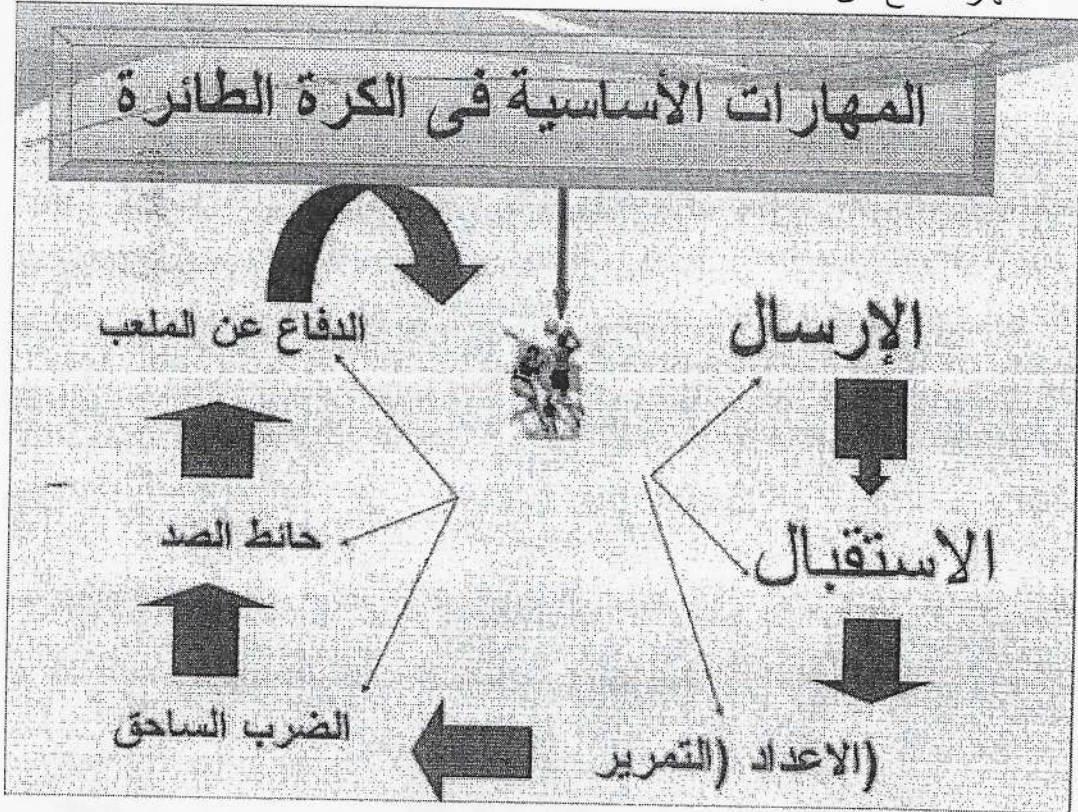 المهارات الأساسية فى الكرة الطائرة
الإرسال
الاستقبال
(الاعداد (التمرير
الضرب الساحق
حائط الصد
الدفاع عن الملعب